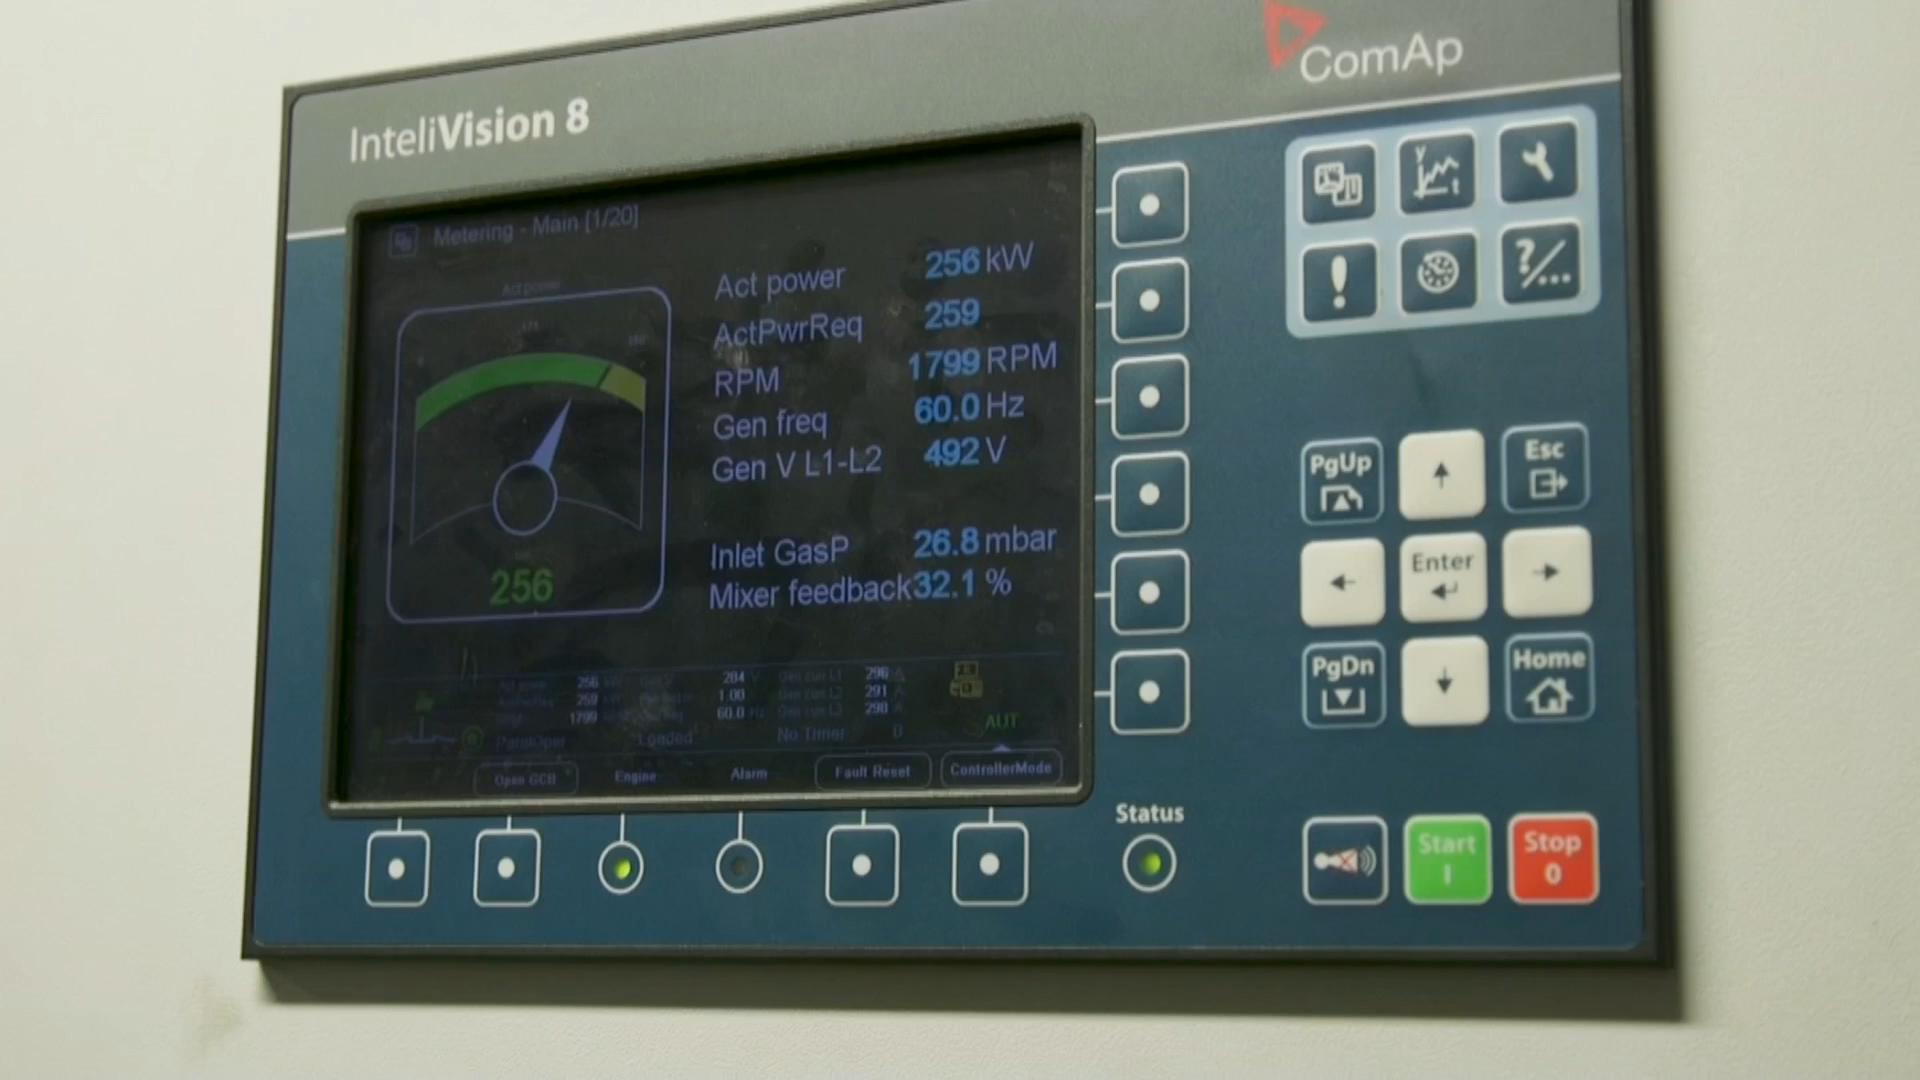 ComAp
InteliVision 8
Metering - Main [1/20]
Act power
Act power 256 kW
ActPwrReq 259
RPM 1799 RPM
Gen freq 60.0 Hz
Gen V L1-L2 492 V
Inlet GasP 26.8 mbar
Mixer feedback 32.1 %
256
Act power 256 kW 284 V Gen curr L1 296 A
ActPwrReq 259 1.00 Gen curr L2 291 A
1799 60.0 Hz Gen curr L3 290 A
ParalOper Loaded No Timer 0
AUT
Open GCB Engine Alarm Fault Reset ControllerMode
Status
PgUp
Esc
Enter
PgDn
Home
Start
I
Stop
0